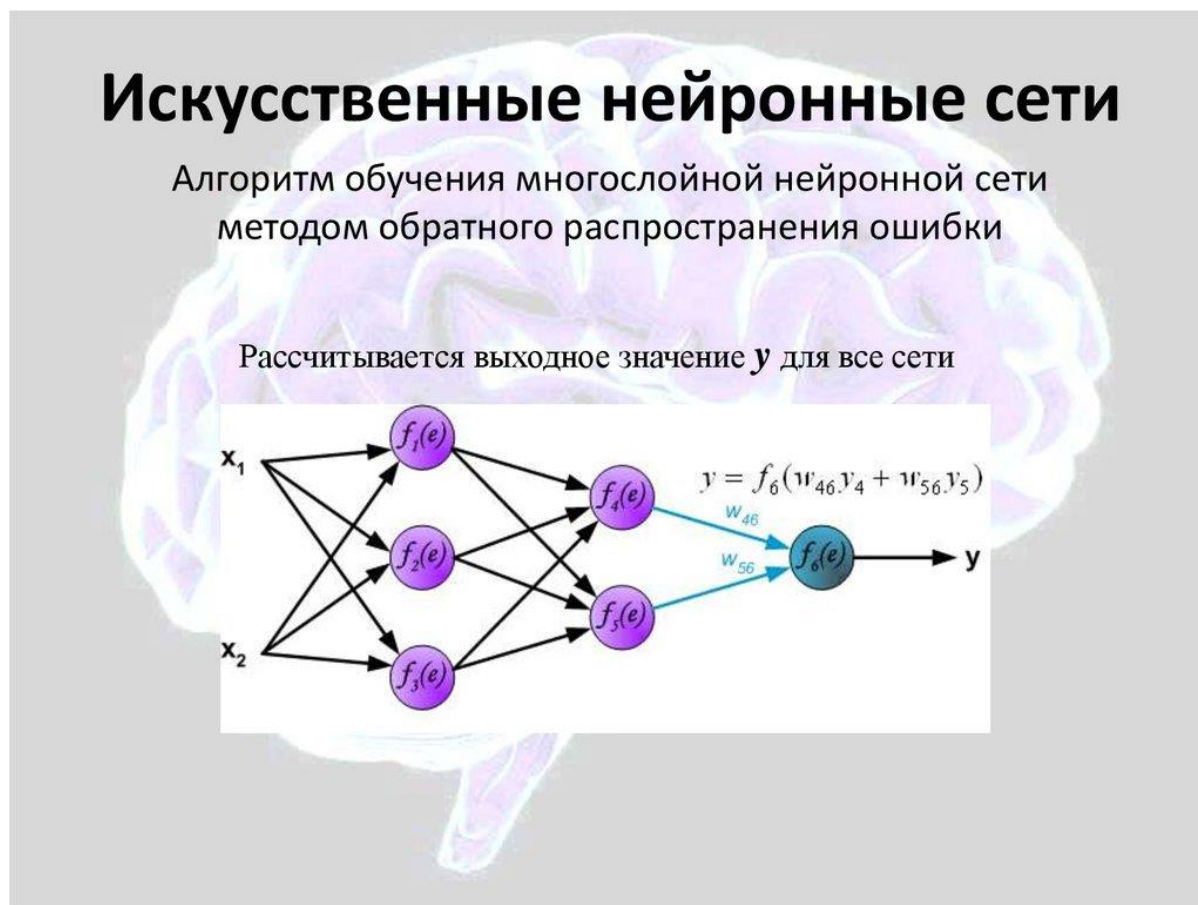 Искусственные нейронные сети
Алгоритм обучения многослойной нейронной сети
методом обратного распространения ошибки
Рассчитывается выходное значение y для все сети
x₁
x₂
f₁(e)
f₂(e)
f₃(e)
f₄(e)
f₅(e)
y = f₆(w₄₆y₄ + w₅₆y₅)
w₄₆
w₅₆
f₆(e)
y